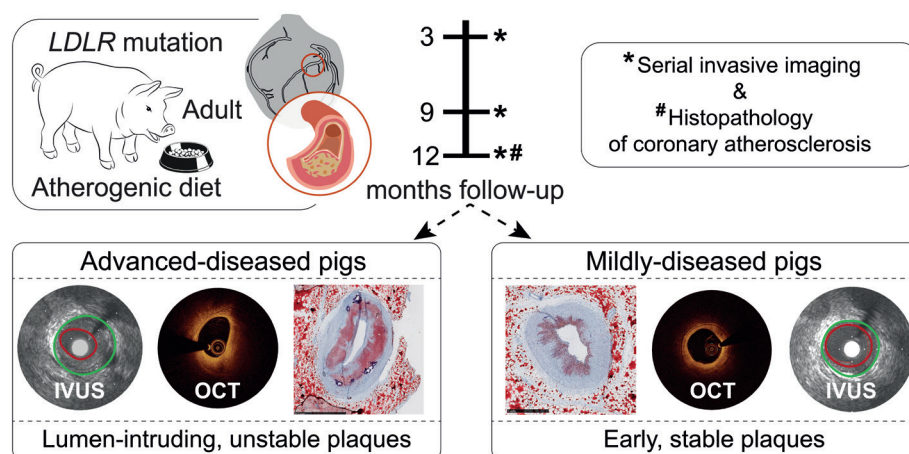 LDLR mutation
Adult
Atherogenic diet
3 *
9 *
12 *#
months follow-up
*Serial invasive imaging
&
#Histopathology
of coronary atherosclerosis
Advanced-diseased pigs
IVUS
OCT
Lumen-intruding, unstable plaques
Mildly-diseased pigs
OCT
IVUS
Early, stable plaques